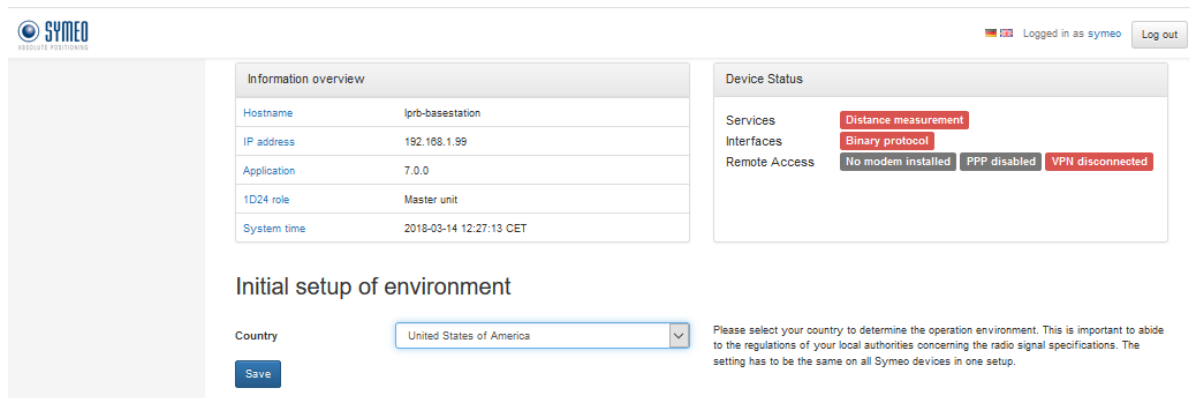 SYMEO
ABSOLUTE POSITIONING
Logged in as symeo
Log out
Information overview
Hostname lprb-basestation
IP address 192.168.1.99
Application 7.0.0
1D24 role Master unit
System time 2018-03-14 12:27:13 CET
Device Status
Services Distance measurement
Interfaces Binary protocol
Remote Access No modem installed PPP disabled VPN disconnected
Initial setup of environment
Country United States of America
Please select your country to determine the operation environment. This is important to abide
to the regulations of your local authorities concerning the radio signal specifications. The
setting has to be the same on all Symeo devices in one setup.
Save